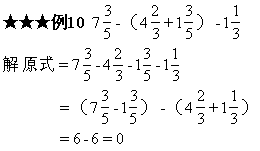 ★★★例10 7 3/5 -（4 2/3 +1 3/5）-1 1/3
解 原式 = 7 3/5 - 4 2/3 - 1 3/5 - 1 1/3
=（7 3/5 - 1 3/5）-（4 2/3 + 1 1/3）
= 6 - 6 = 0